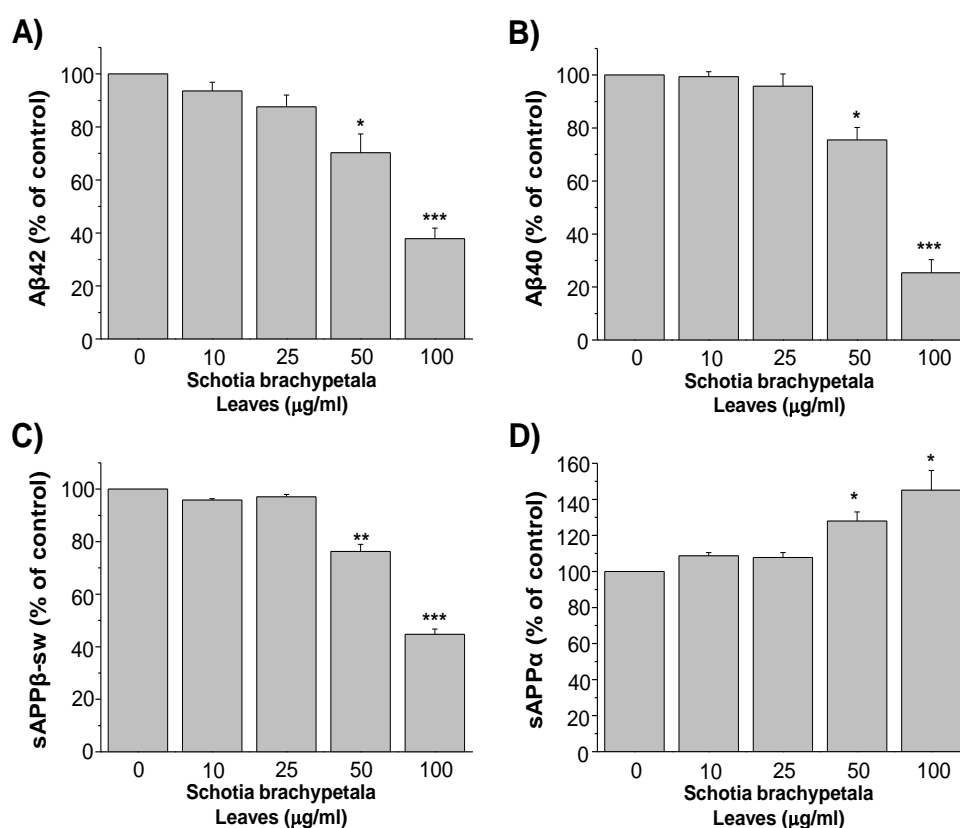 A)
100
80
60
40
20
0
Aβ42 (% of control)
*
***
0 10 25 50 100
Schotia brachypetala
Leaves (μg/ml)
B)
100
80
60
40
20
0
Aβ40 (% of control)
*
***
0 10 25 50 100
Schotia brachypetala
Leaves (μg/ml)
C)
100
80
60
40
20
0
sAPPβ-sw (% of control)
**
***
0 10 25 50 100
Schotia brachypetala
Leaves (μg/ml)
D)
160
140
120
100
80
60
40
20
0
sAPPα (% of control)
*
*
0 10 25 50 100
Schotia brachypetala
Leaves (μg/ml)